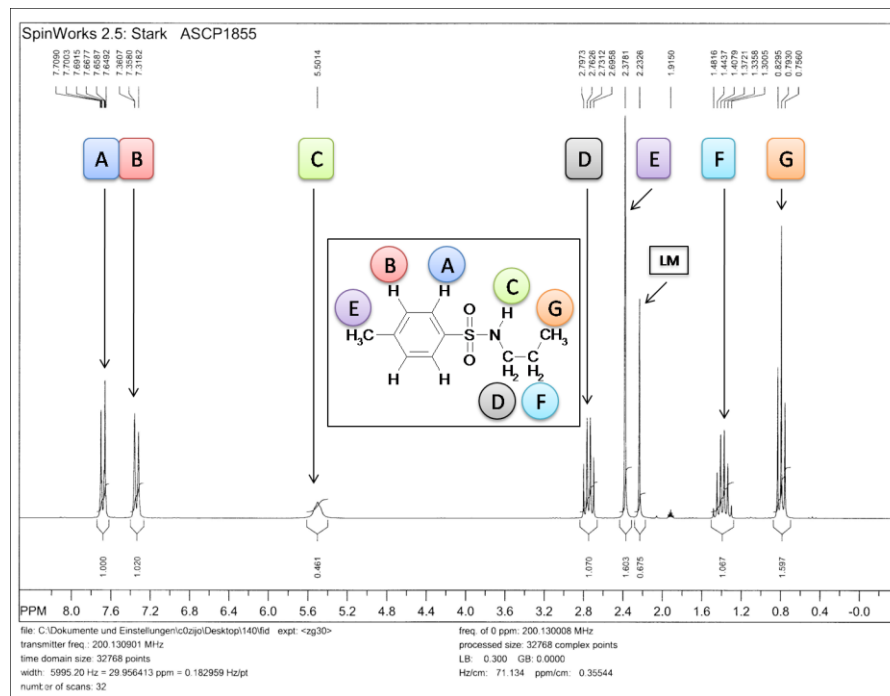 SpinWorks 2.5: Stark ASCP1855
7.7090
7.7003
7.6915
7.6677
7.6587
7.6492
7.3607
7.3580
7.3182
5.5014
2.7973
2.7626
2.7312
2.6958
2.3781
2.2326
1.9150
1.4816
1.4437
1.4079
1.3721
1.3358
1.3005
0.8295
0.7930
0.7560
A B C D E F G
LM
B A
H H C
E H G
H3C O CH3
S N
O C C
H2 H2
H H
D F
1.000 1.020 0.461 1.070 1.603 0.675 1.067 1.597
PPM 8.0 7.6 7.2 6.8 6.4 6.0 5.6 5.2 4.8 4.4 4.0 3.6 3.2 2.8 2.4 2.0 1.6 1.2 0.8 0.4 -0.0
file: C:\Dokumente und Einstellungen\c0zijo\Desktop\140\fid expt: <zg30>
transmitter freq.: 200.130901 MHz
time domain size: 32768 points
width: 5995.20 Hz = 29.956413 ppm = 0.182959 Hz/pt
number of scans: 32
freq. of 0 ppm: 200.130008 MHz
processed size: 32768 complex points
LB: 0.300 GB: 0.0000
Hz/cm: 71.134 ppm/cm: 0.35544